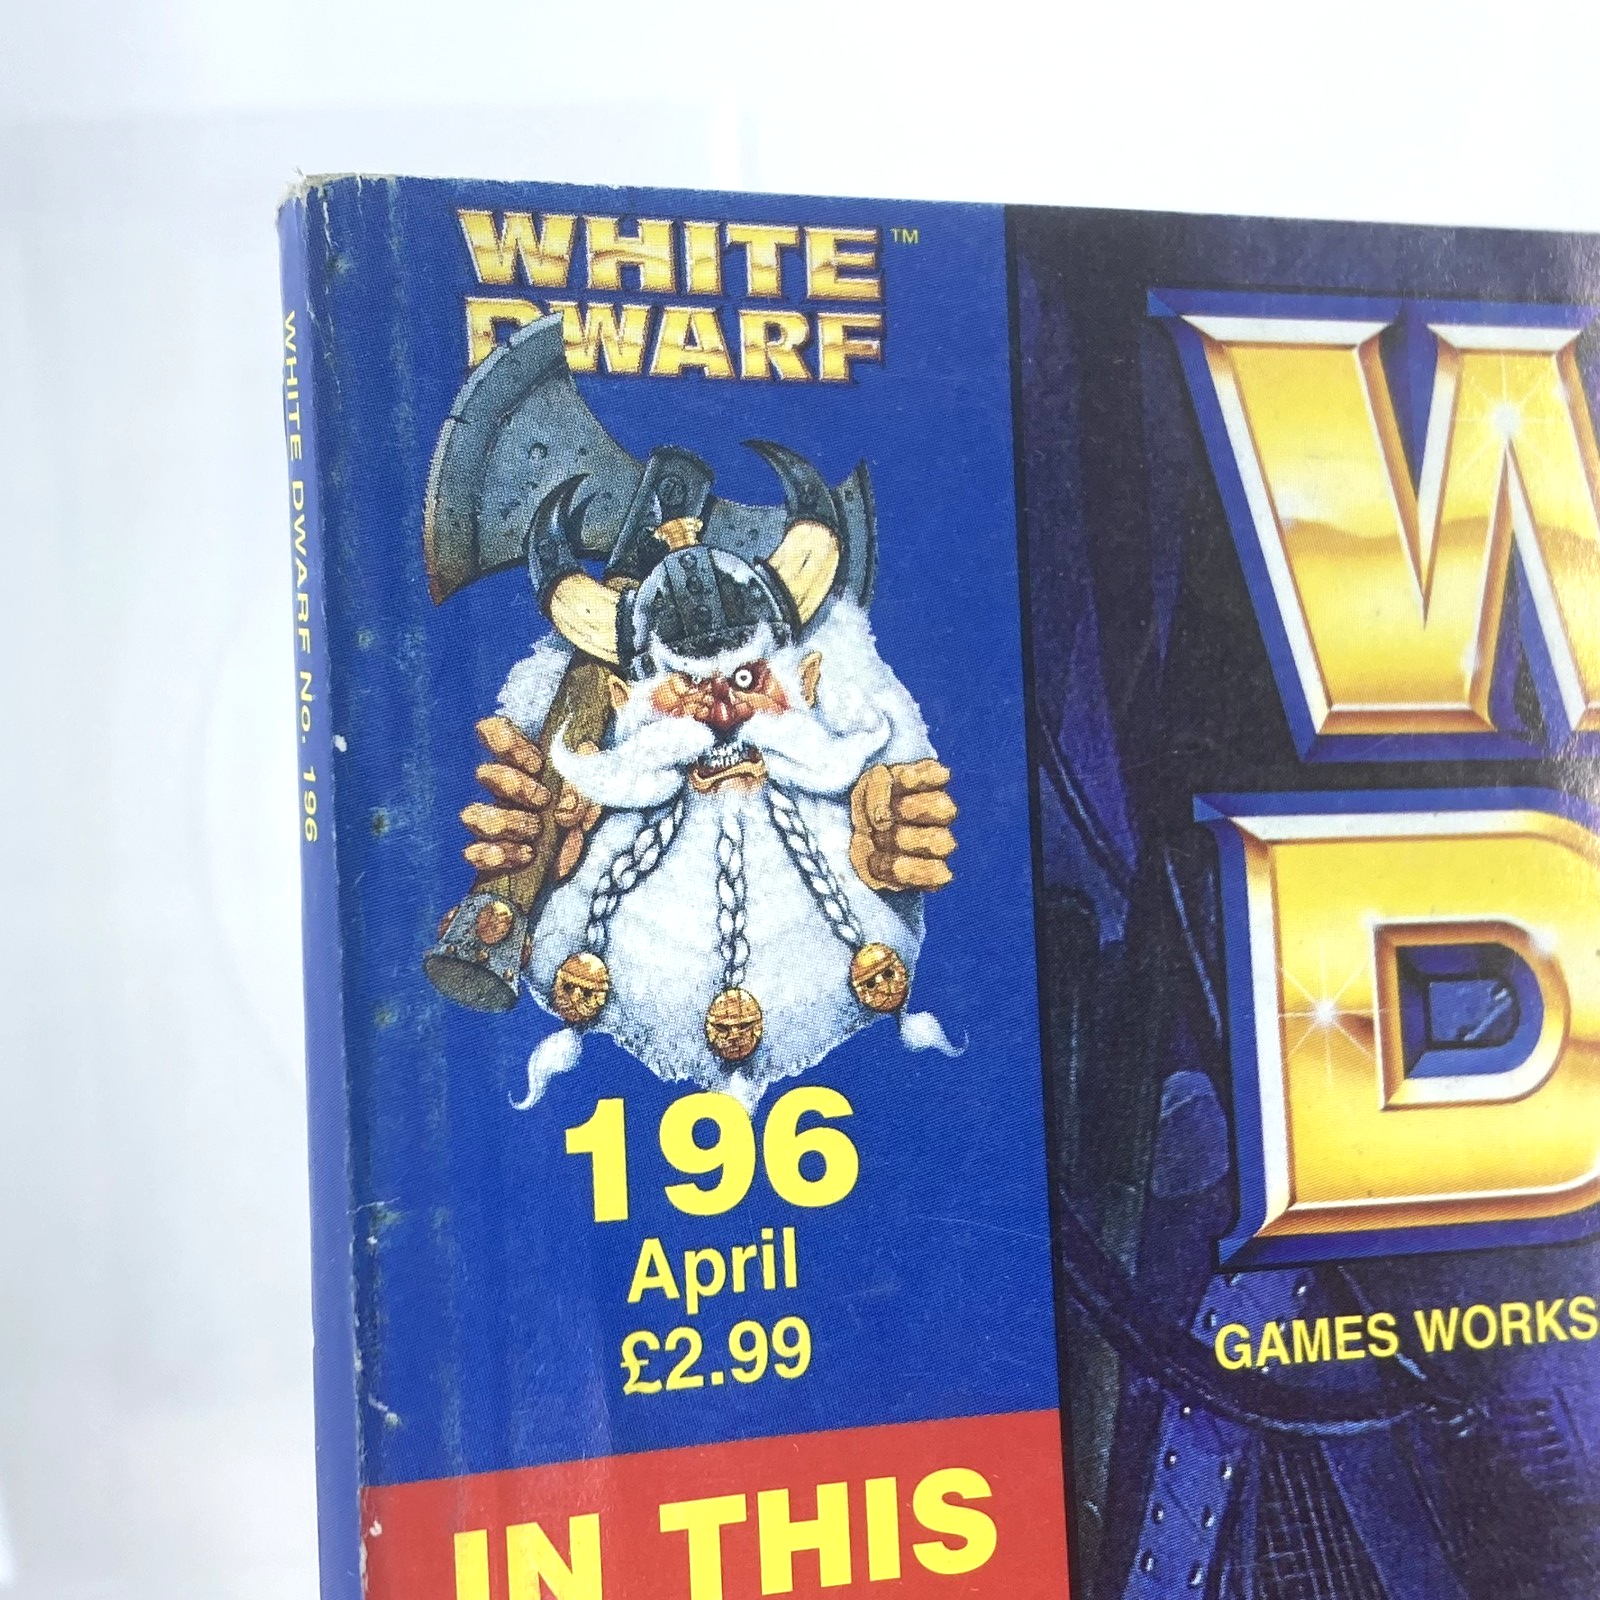 WHITE DWARF No. 196
WHITE™
DWARF
196
April
£2.99
IN THIS
W
D
GAMES WORKS